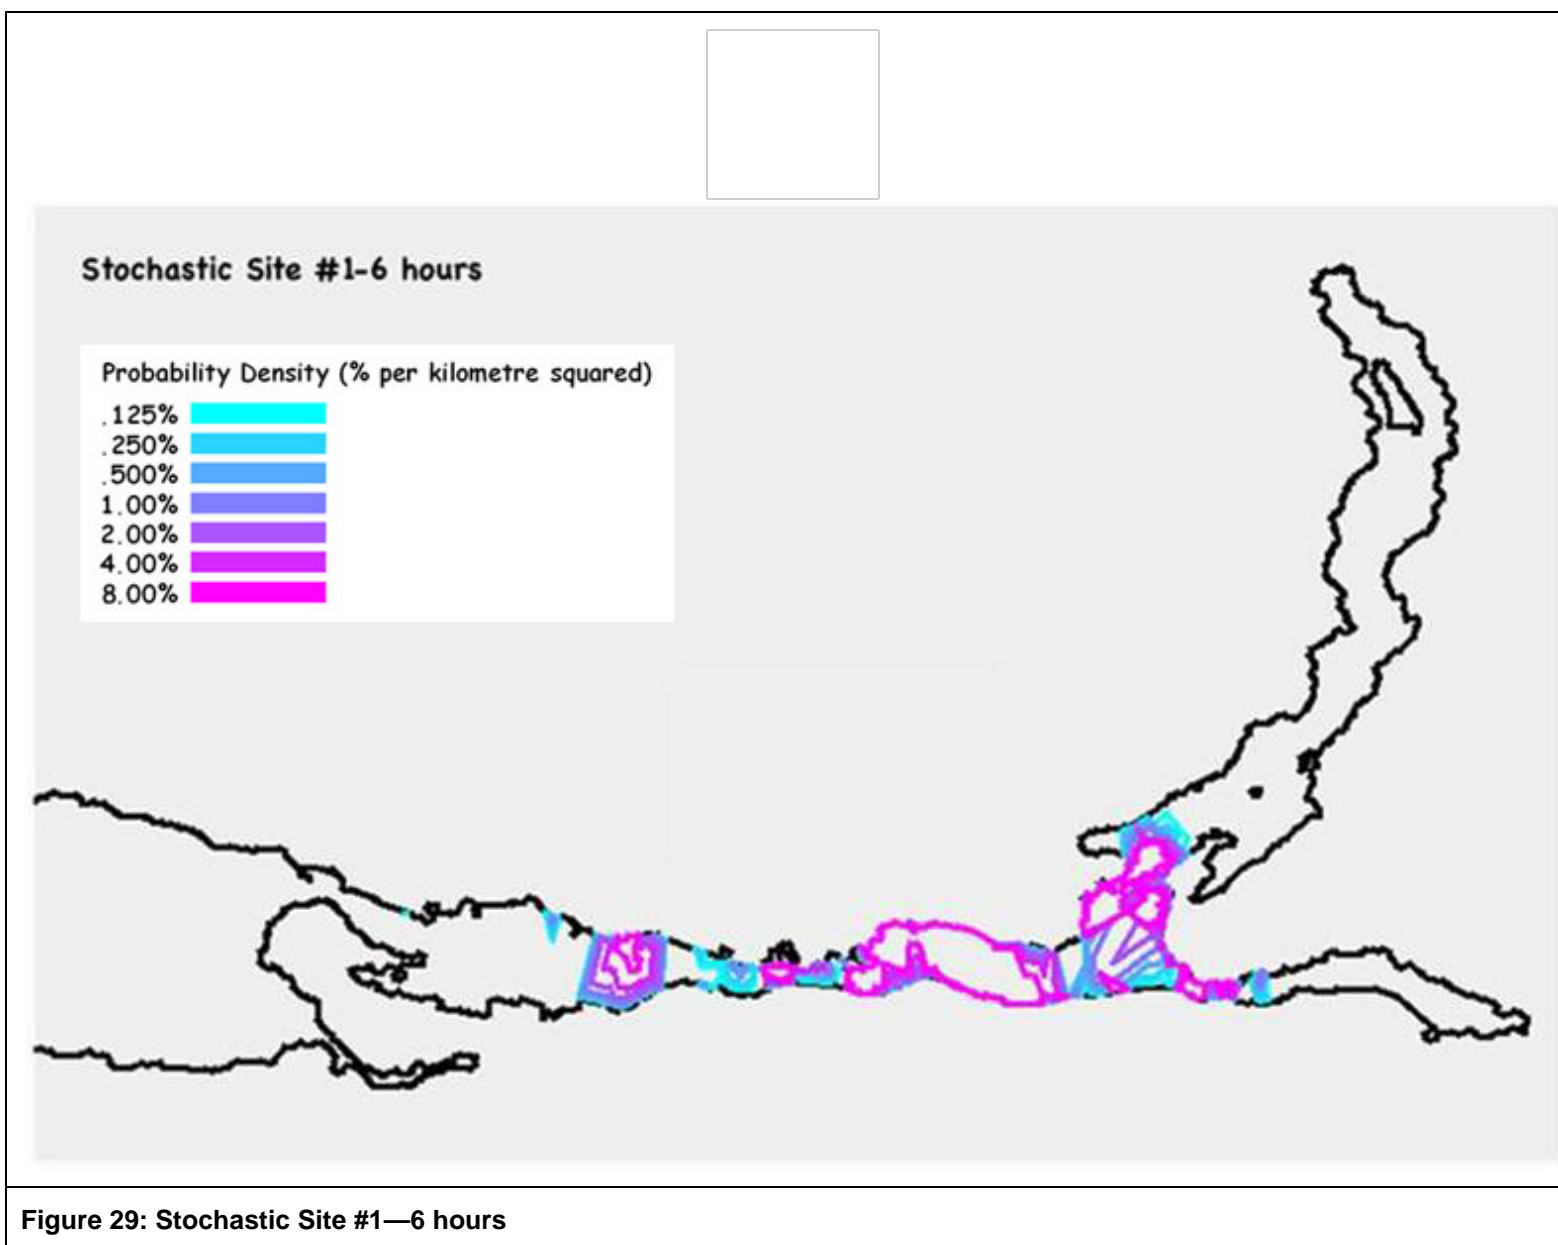 Stochastic Site #1-6 hours
Probability Density (% per kilometre squared)
.125%
.250%
.500%
1.00%
2.00%
4.00%
8.00%
Figure 29: Stochastic Site #1—6 hours